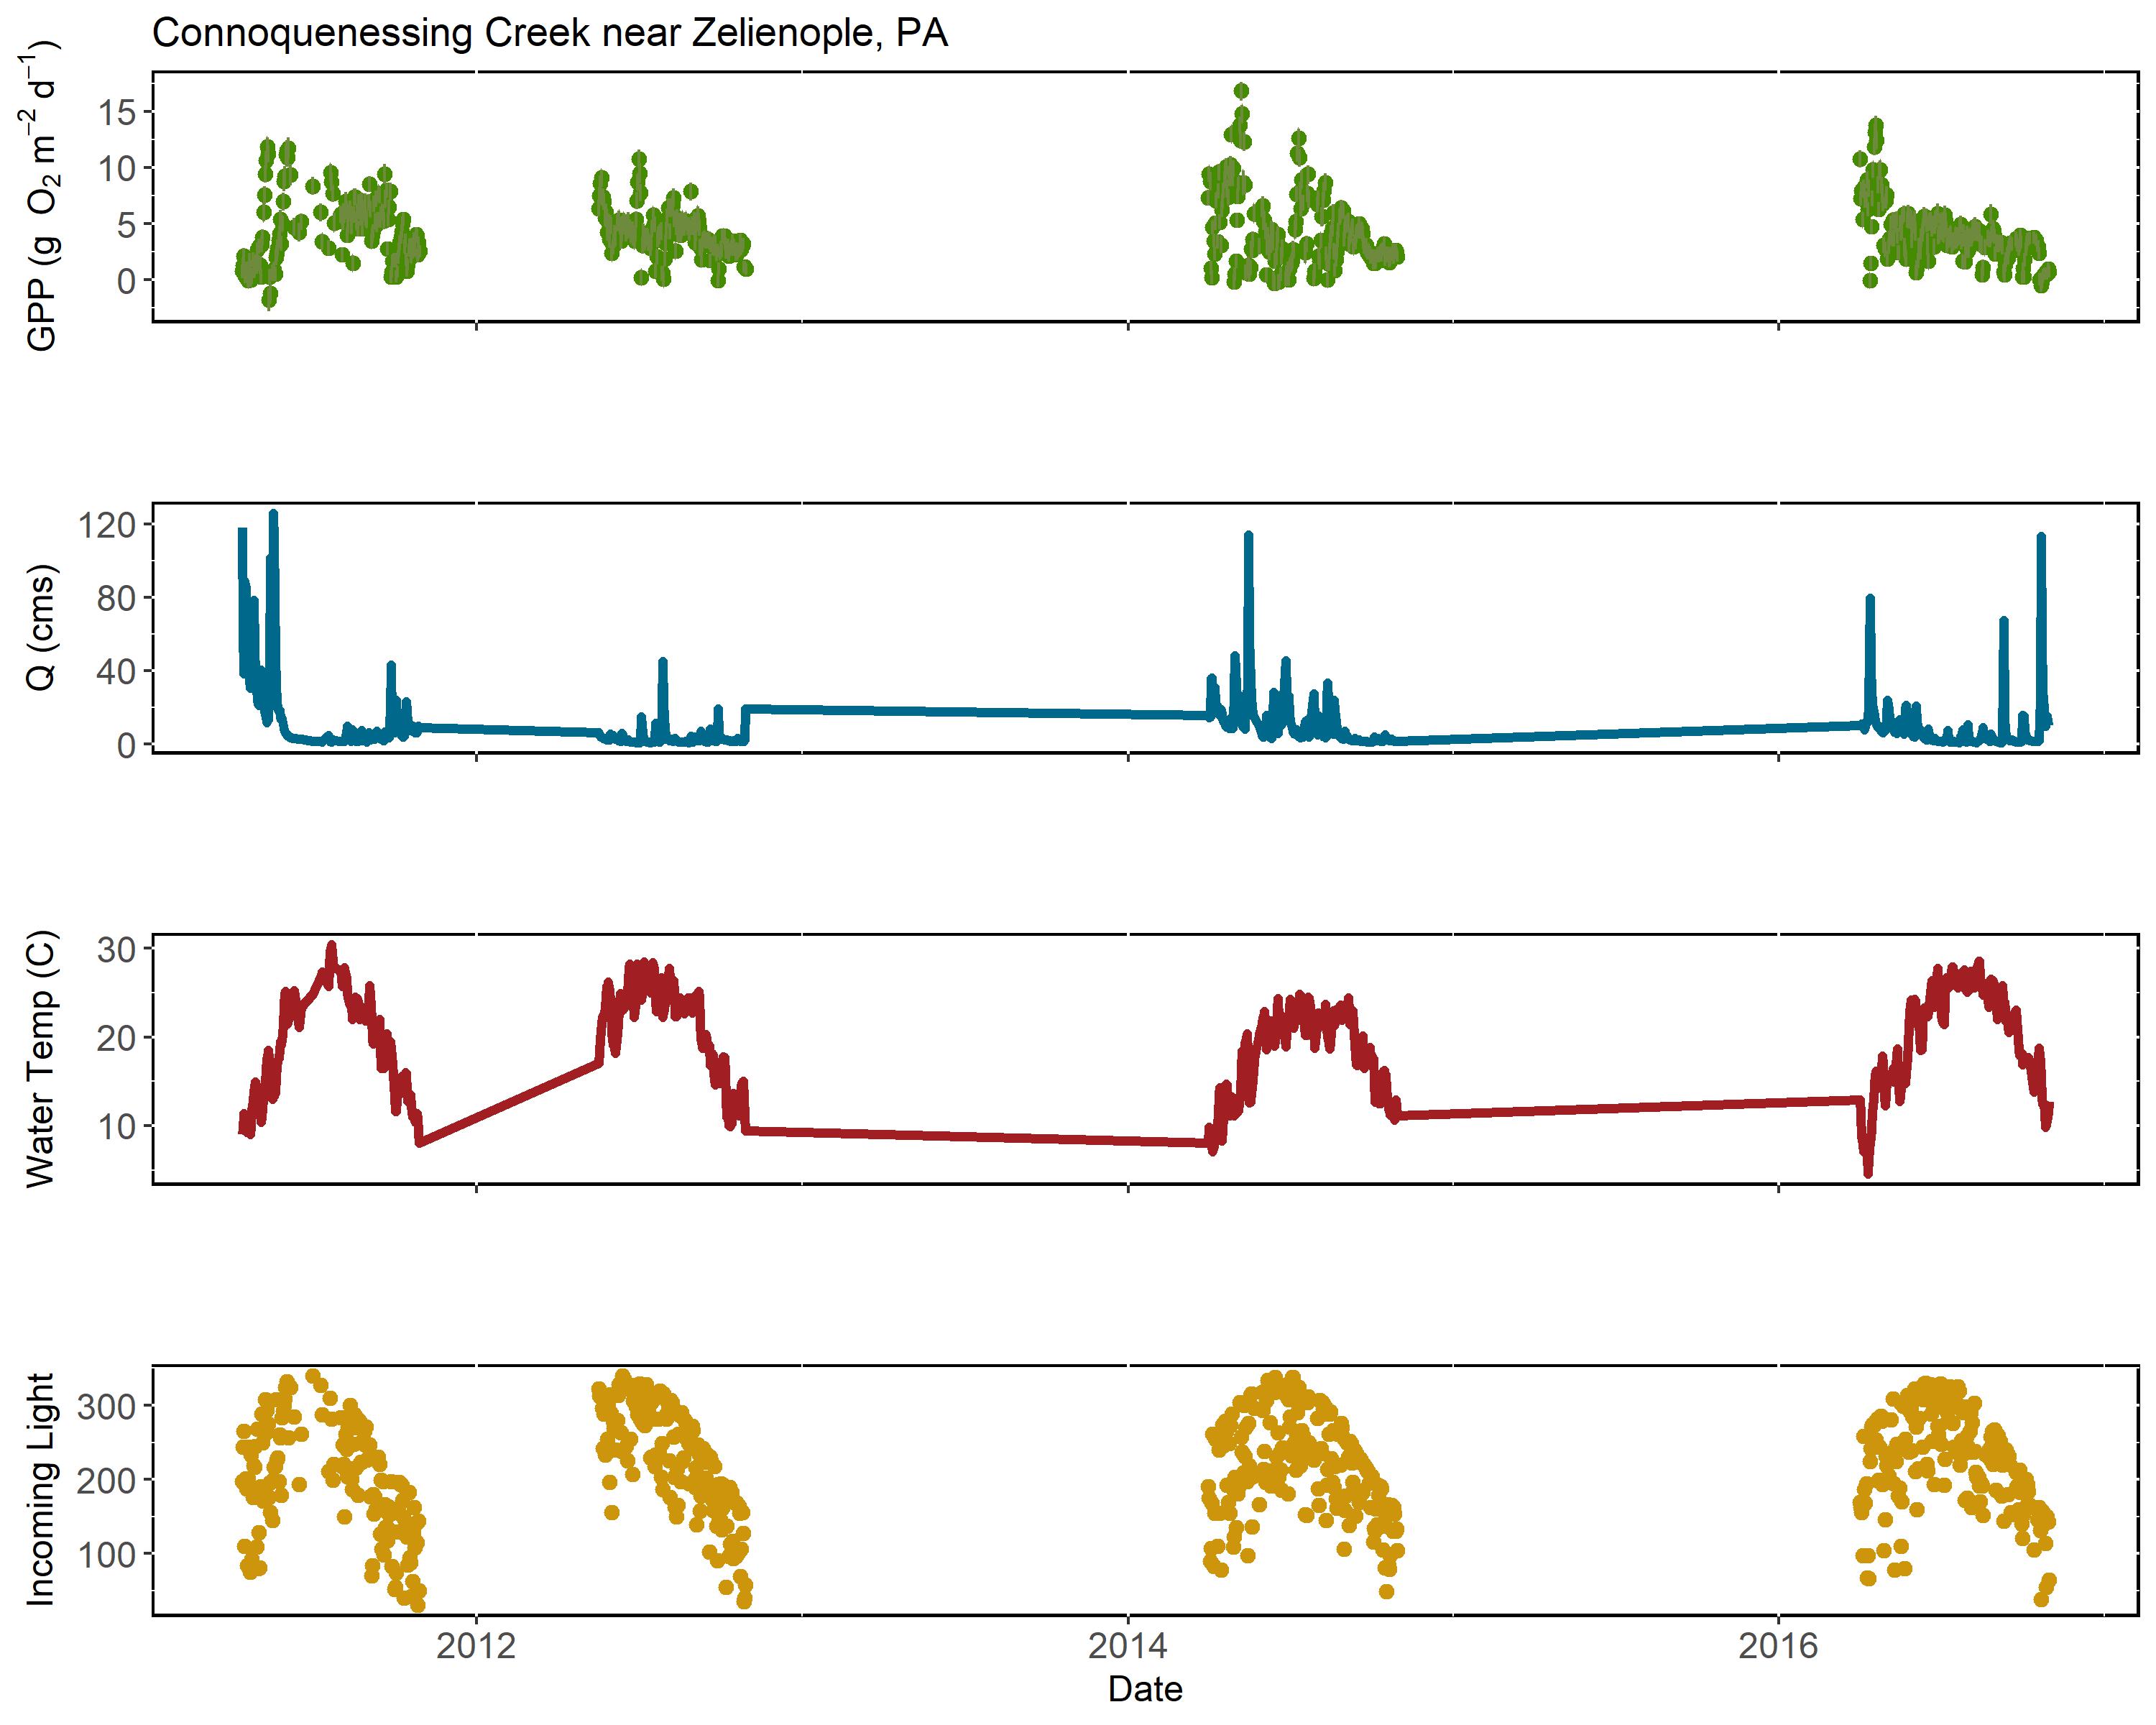 Connoquenessing Creek near Zelienople, PA
GPP (g O₂ m⁻² d⁻¹)
15
10
5
0
Q (cms)
120
80
40
0
Water Temp (C)
30
20
10
Incoming Light
300
200
100
2012
2014
2016
Date